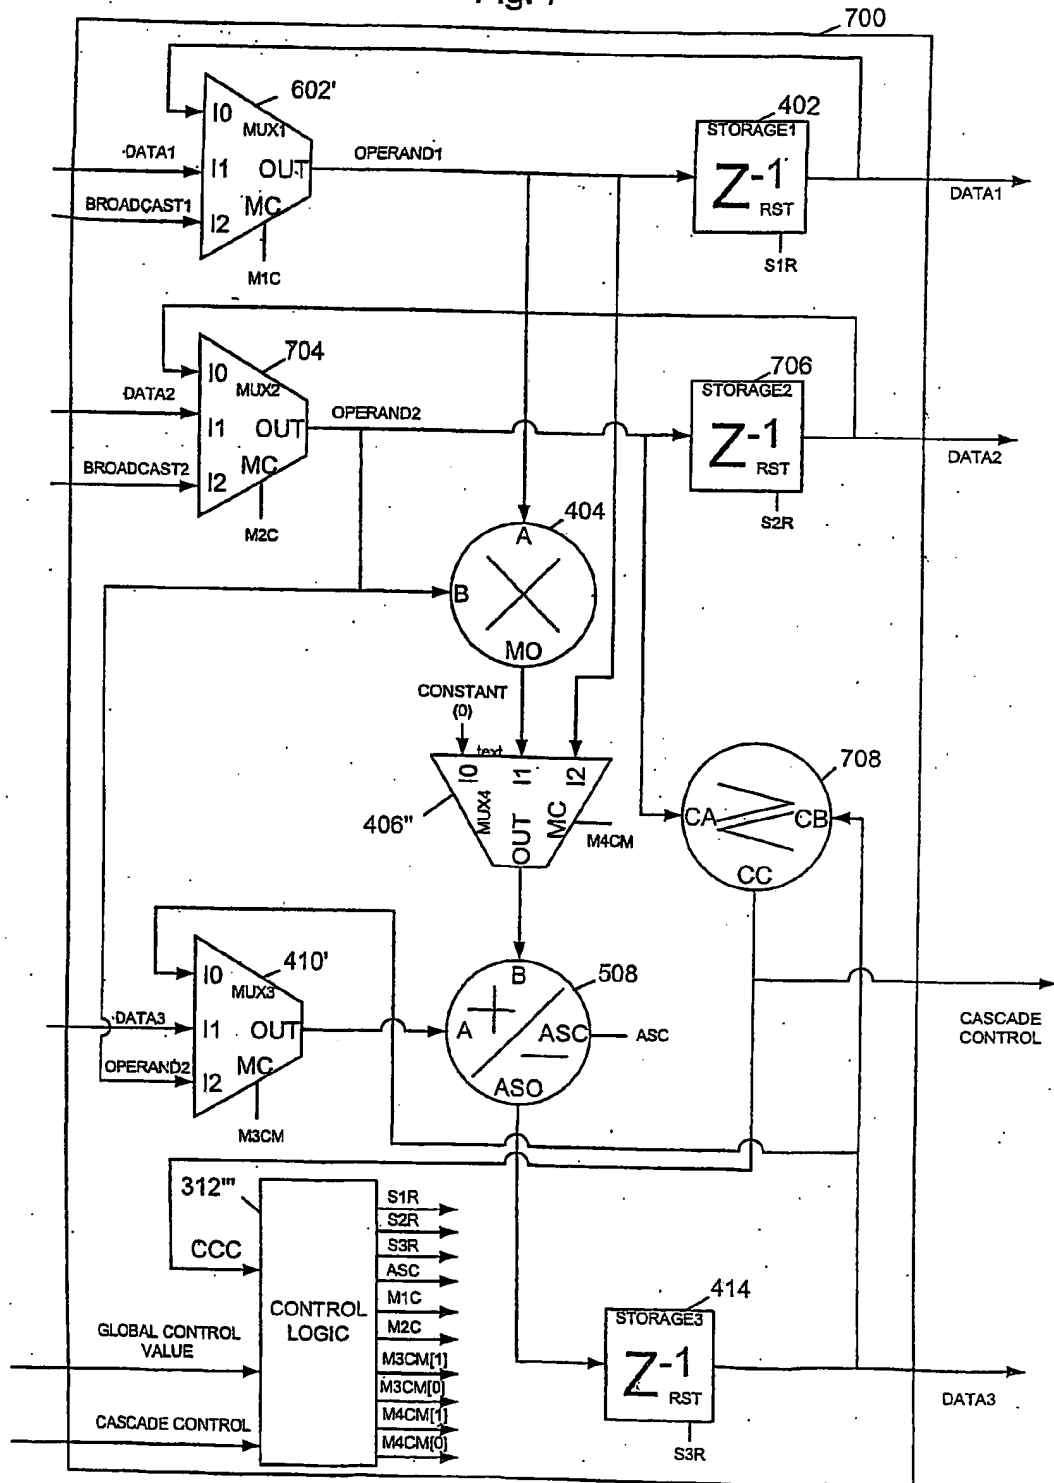 700
602'
I0
MUX1
DATA1
I1
OUT
OPERAND1
BROADCAST1
MC
I2
M1C
402
STORAGE1
Z-1
RST
S1R
DATA1
704
I0
MUX2
DATA2
I1
OUT
OPERAND2
BROADCAST2
MC
I2
M2C
706
STORAGE2
Z-1
RST
S2R
DATA2
404
A
B
MO
CONSTANT
(0)
text
I0
I1
I2
MUX4
OUT
MC
406"
M4CM
708
CA
CB
CC
CASCADE
CONTROL
410'
I0
MUX3
DATA3
I1
OUT
OPERAND2
MC
I2
M3CM
508
B
A
ASC
ASC
ASO
312'''
CCC
CONTROL
LOGIC
GLOBAL CONTROL
VALUE
CASCADE CONTROL
S1R
S2R
S3R
ASC
M1C
M2C
M3CM[1]
M3CM[0]
M4CM[1]
M4CM[0]
414
STORAGE3
Z-1
RST
S3R
DATA3